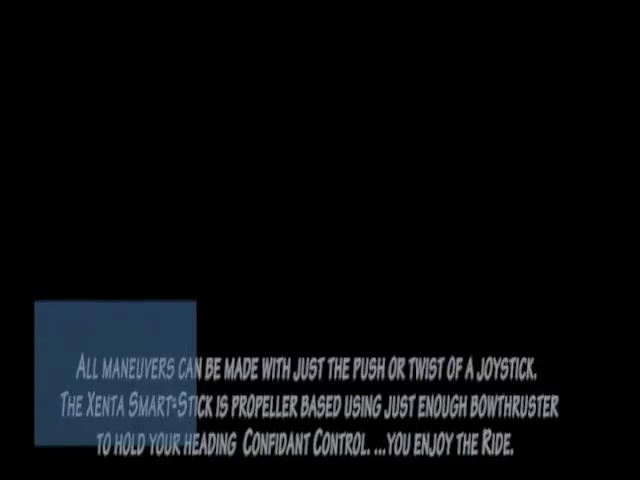 All maneuvers can be made with just the push or twist of a joystick.
The Xenta Smart-Stick is propeller based using just enough bowthruster
to hold your heading Confidant Control. ...you enjoy the Ride.